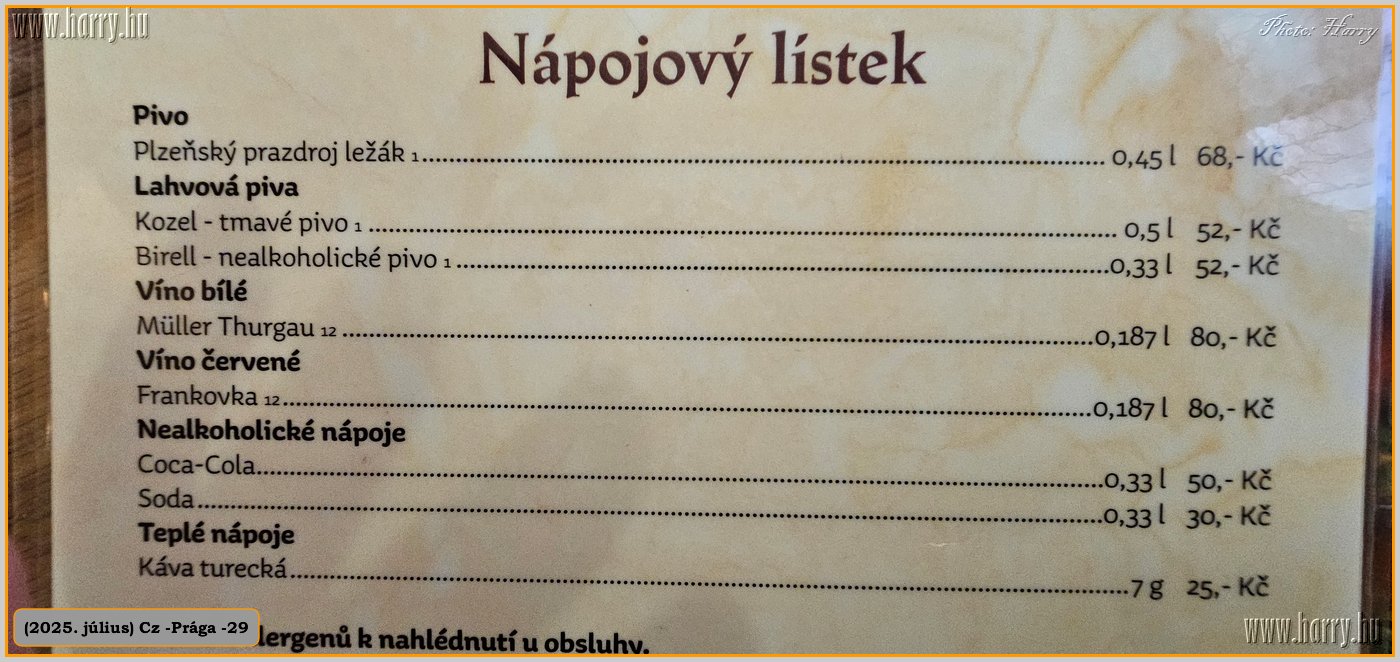 www.harry.hu
Photo: Harry
Nápojový lístek
Pivo
Plzeňský prazdroj ležák 1 0,45 l 68,- Kč
Lahvová piva
Kozel - tmavé pivo 1 0,5 l 52,- Kč
Birell - nealkoholické pivo 1 0,33 l 52,- Kč
Víno bílé
Müller Thurgau 12 0,187 l 80,- Kč
Víno červené
Frankovka 12 0,187 l 80,- Kč
Nealkoholické nápoje
Coca-Cola 0,33 l 50,- Kč
Soda 0,33 l 30,- Kč
Teplé nápoje
Káva turecká 7 g 25,- Kč
(2025. július) Cz -Prága -29
k nahlédnutí u obsluhy.
www.harry.hu